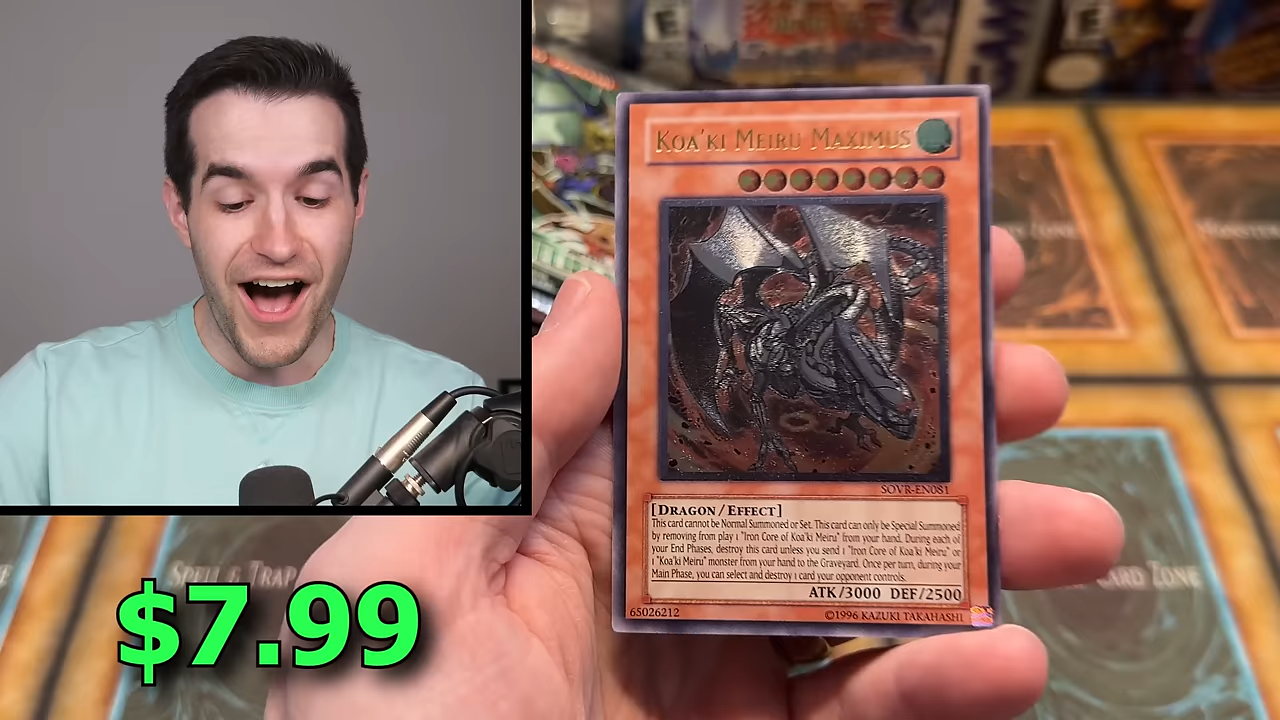 KOA'KI MEIRU MAXIMUS
SOVR-EN081
[DRAGON/EFFECT]
This card cannot be Normal Summoned or Set. This card can only be Special Summoned
by removing from play 1 "Iron Core of Koa'ki Meiru" from your hand. During each of
your End Phases, destroy this card unless you send 1 "Iron Core of Koa'ki Meiru" or
1 "Koa'ki Meiru" monster from your hand to the Graveyard. Once per turn, during your
Main Phase, you can select and destroy 1 card your opponent controls.
ATK/3000 DEF/2500
65026212
©1996 KAZUKI TAKAHASHI
$7.99
SPELL & TRAP
CARD ZONE
E
E